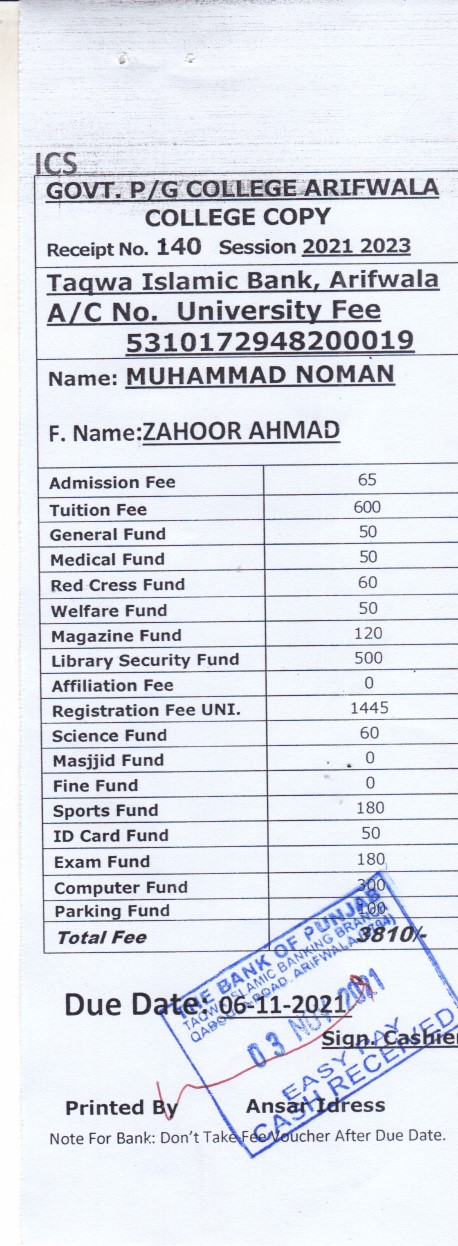 ICS
GOVT. P/G COLLEGE ARIFWALA
COLLEGE COPY
Receipt No. 140 Session 2021 2023
Taqwa Islamic Bank, Arifwala
A/C No. University Fee
5310172948200019
Name: MUHAMMAD NOMAN
F. Name:ZAHOOR AHMAD
Admission Fee 65
Tuition Fee 600
General Fund 50
Medical Fund 50
Red Cress Fund 60
Welfare Fund 50
Magazine Fund 120
Library Security Fund 500
Affiliation Fee 0
Registration Fee UNI. 1445
Science Fund 60
Masjjid Fund 0
Fine Fund 0
Sports Fund 180
ID Card Fund 50
Exam Fund 180
Computer Fund 300
Parking Fund 100
Total Fee 3810/-
THE BANK OF PUNJAB
TAQWA ISLAMIC BANKING BRANCH
ROAD, ARIFWALA
03 NOV 2021
EASY PAY
CASH RECEIVED
Due Date: 06-11-2021
Sign. Cashier
Printed By Ansar Idress
Note For Bank: Don't Take Fee Voucher After Due Date.